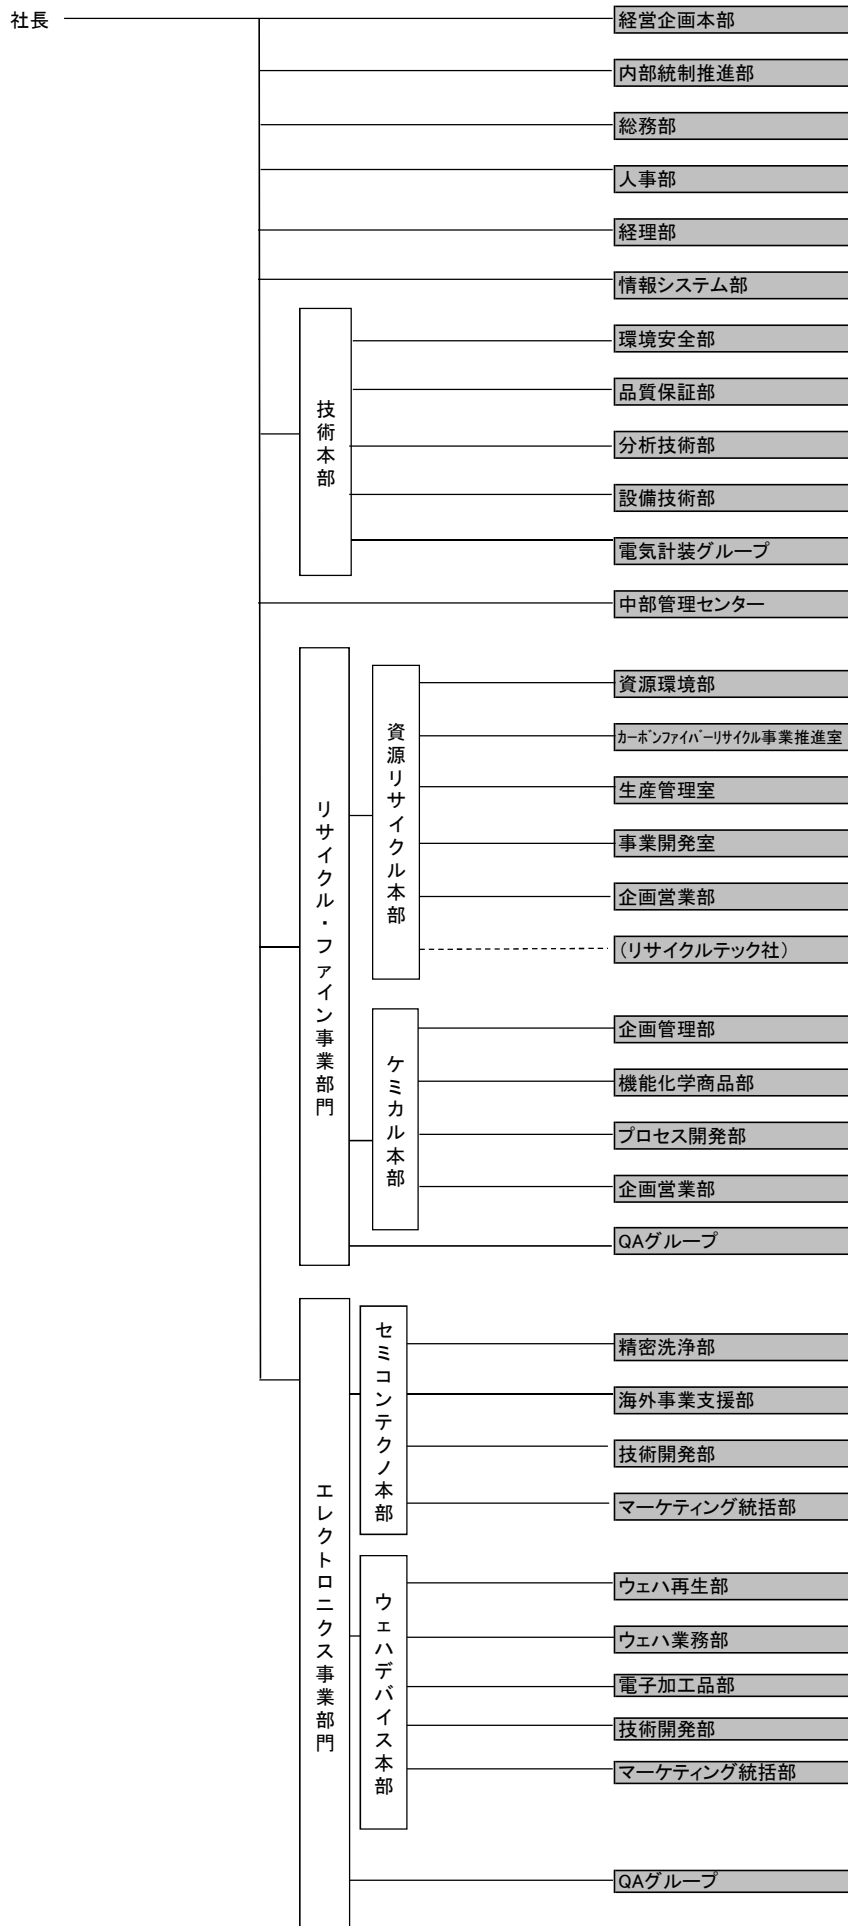 社長
経営企画本部
内部統制推進部
総務部
人事部
経理部
情報システム部
技術本部
環境安全部
品質保証部
分析技術部
設備技術部
電気計装グループ
中部管理センター
リサイクル・ファイン事業部門
資源リサイクル本部
資源環境部
ｶｰﾎﾞﾝﾌｧｲﾊﾞｰﾘｻｲｸﾙ事業推進室
生産管理室
事業開発室
企画営業部
(リサイクルテック社)
ケミカル本部
企画管理部
機能化学商品部
プロセス開発部
企画営業部
QAグループ
エレクトロニクス事業部門
セミコンテクノ本部
精密洗浄部
海外事業支援部
技術開発部
マーケティング統括部
ウェハデバイス本部
ウェハ再生部
ウェハ業務部
電子加工品部
技術開発部
マーケティング統括部
QAグループ